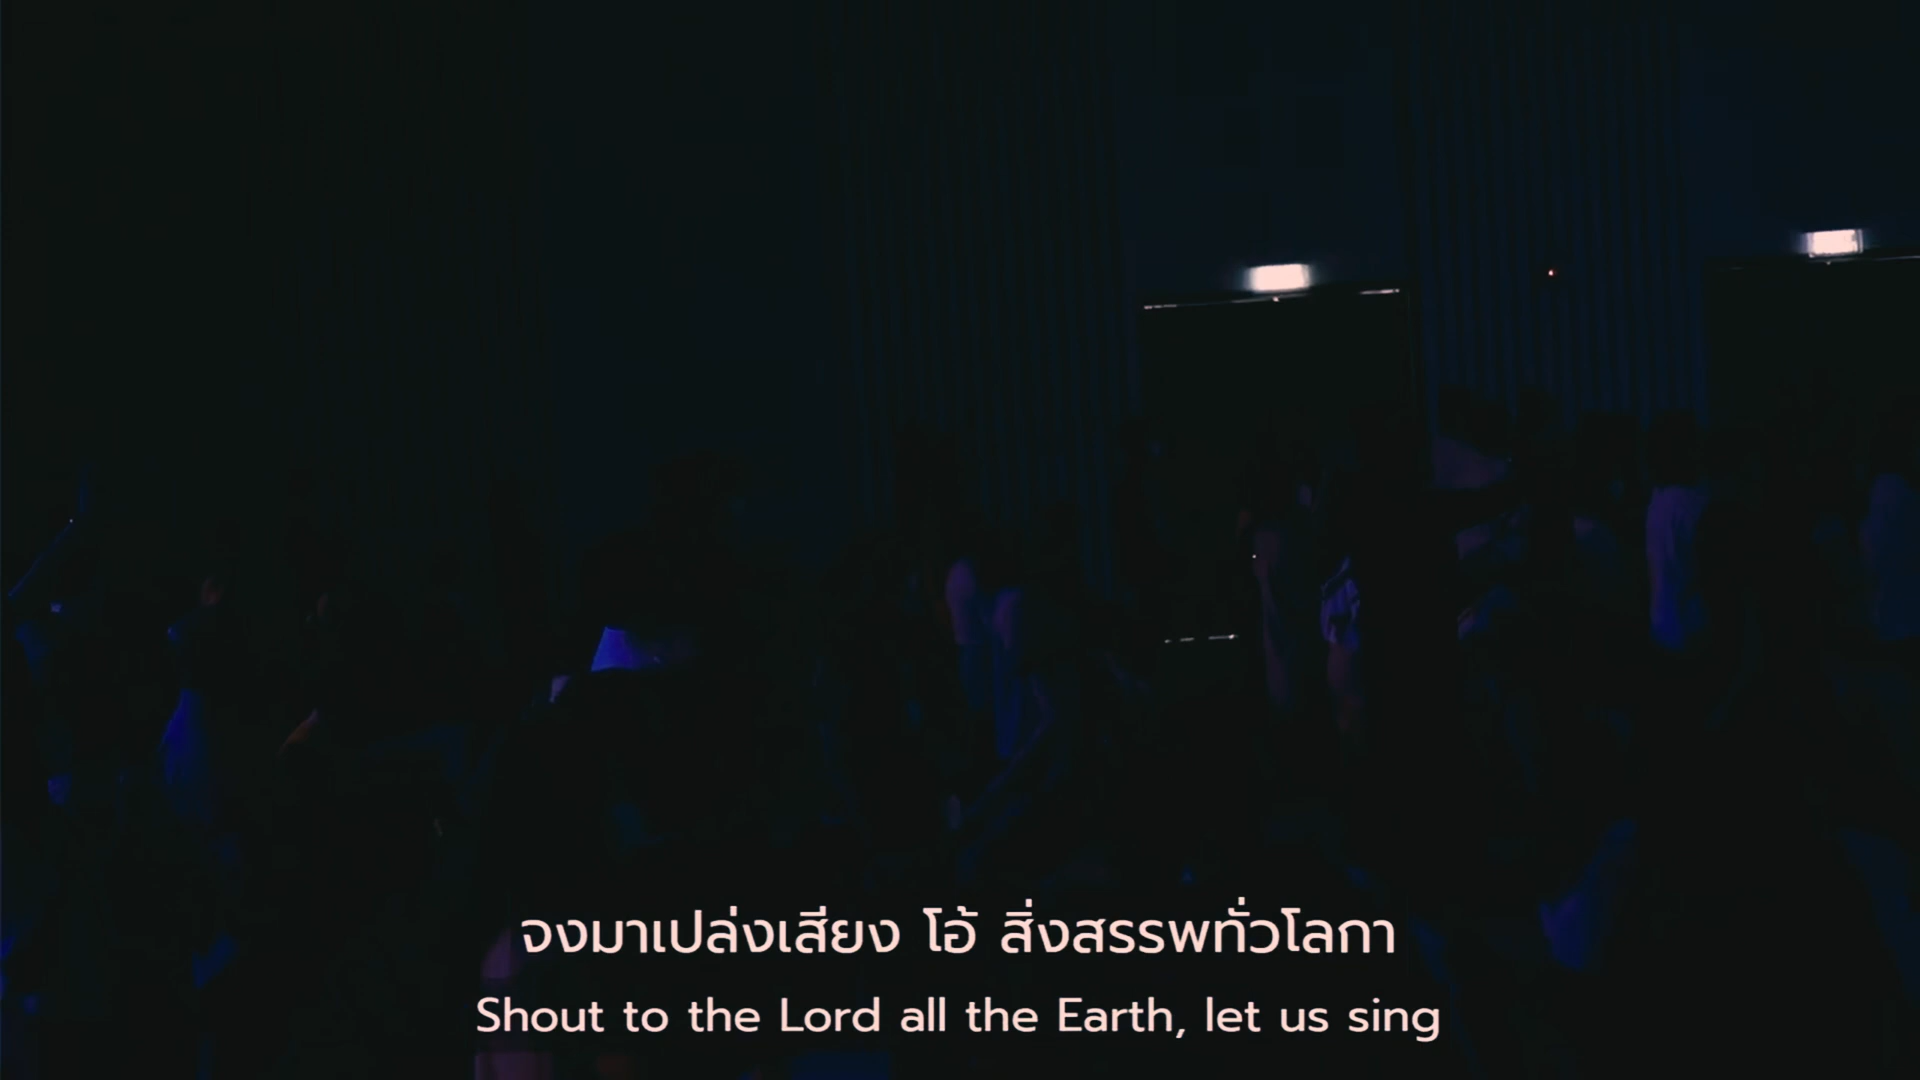 จงมาเปล่งเสียง โอ้ สิ่งสรรพทั่วโลกา
Shout to the Lord all the Earth, let us sing